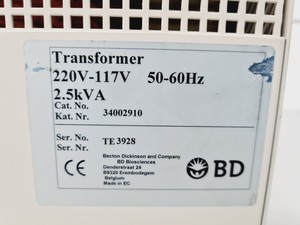 Transformer
220V-117V 50-60Hz
2.5kVA
Cat. No.
Kat. Nr. 34002910
Ser. No.
Ser. Nr. TE 3928
Becton Dickinson and Company
BD Biosciences
Denderstraat 24
B9320 Erembodegem
Belgium
Made in EC
CE
BD